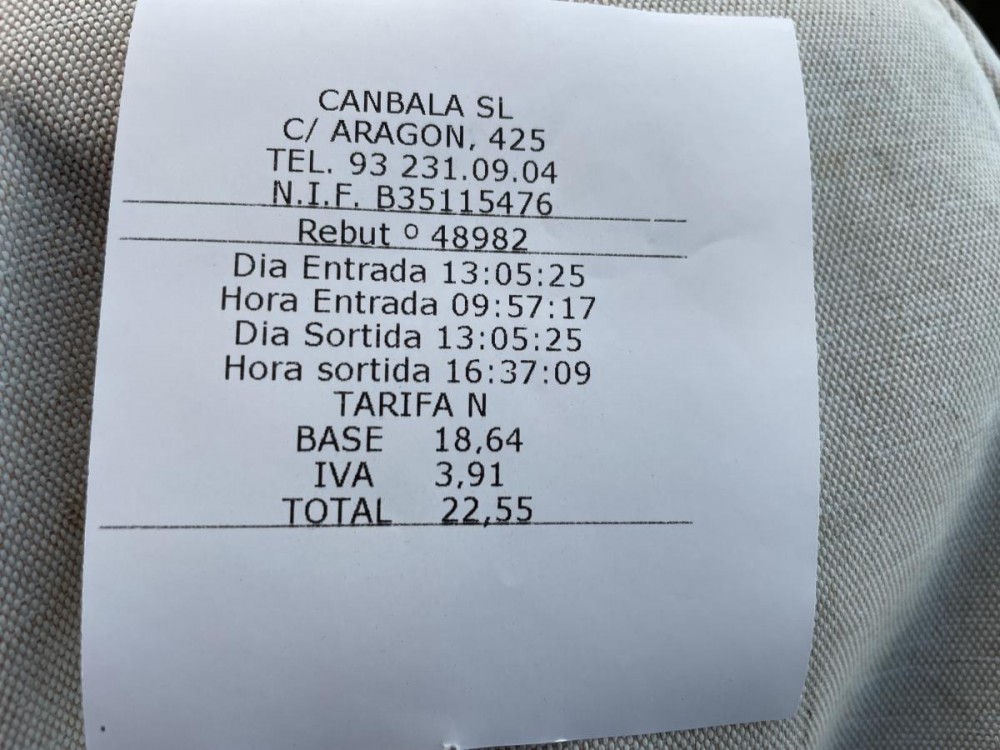 CANBALA SL
C/ ARAGON, 425
TEL. 93 231.09.04
N.I.F. B35115476
Rebut º 48982
Dia Entrada 13:05:25
Hora Entrada 09:57:17
Dia Sortida 13:05:25
Hora sortida 16:37:09
TARIFA N
BASE 18,64
IVA 3,91
TOTAL 22,55